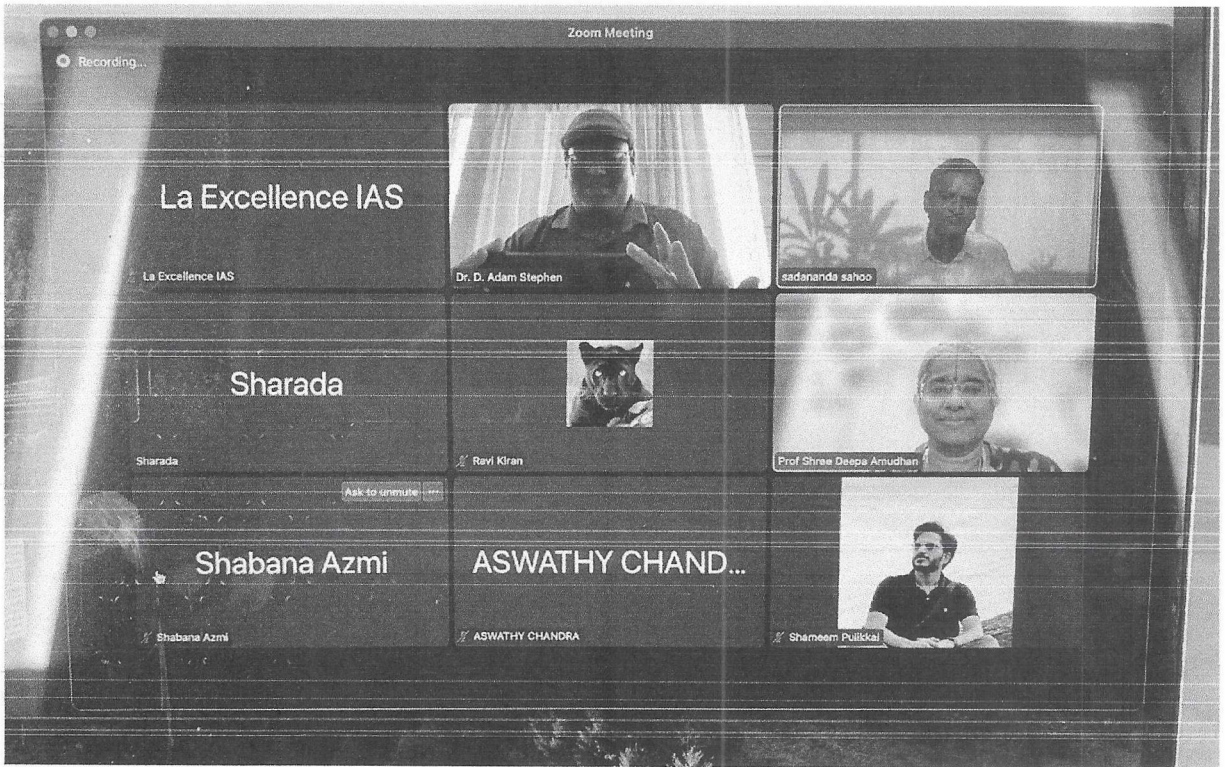 Zoom Meeting
Recording...
La Excellence IAS
La Excellence IAS
Dr. D. Adam Stephen
sadananda sahoo
Sharada
Sharada
Ravi Kiran
Prof Shree Deepa Arnudhan
Ask to unmute ...
Shabana Azmi
Shabana Azmi
ASWATHY CHAND...
ASWATHY CHANDRA
Shameem Pulikkal